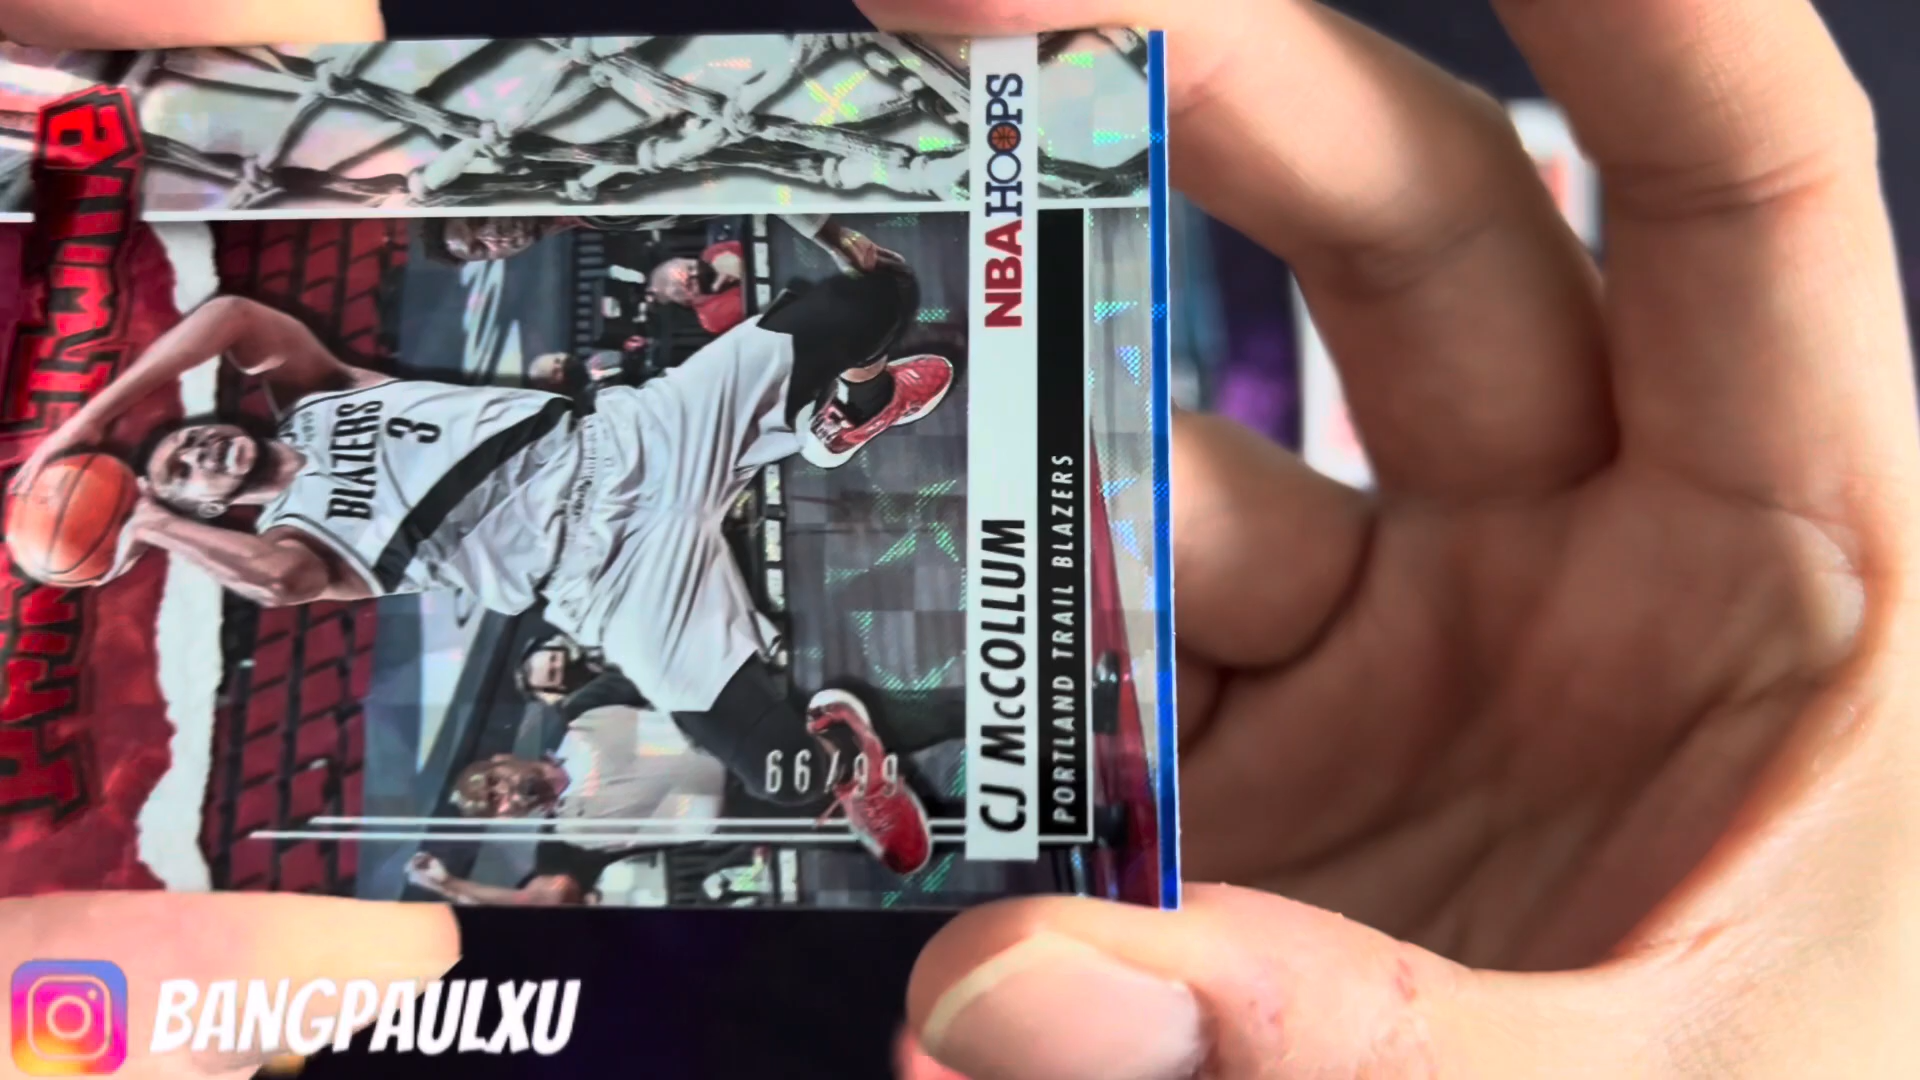 NBA HOOPS
CJ McCOLLUM
PORTLAND TRAIL BLAZERS
BLAZERS
3
66/99
BANGPAULXU